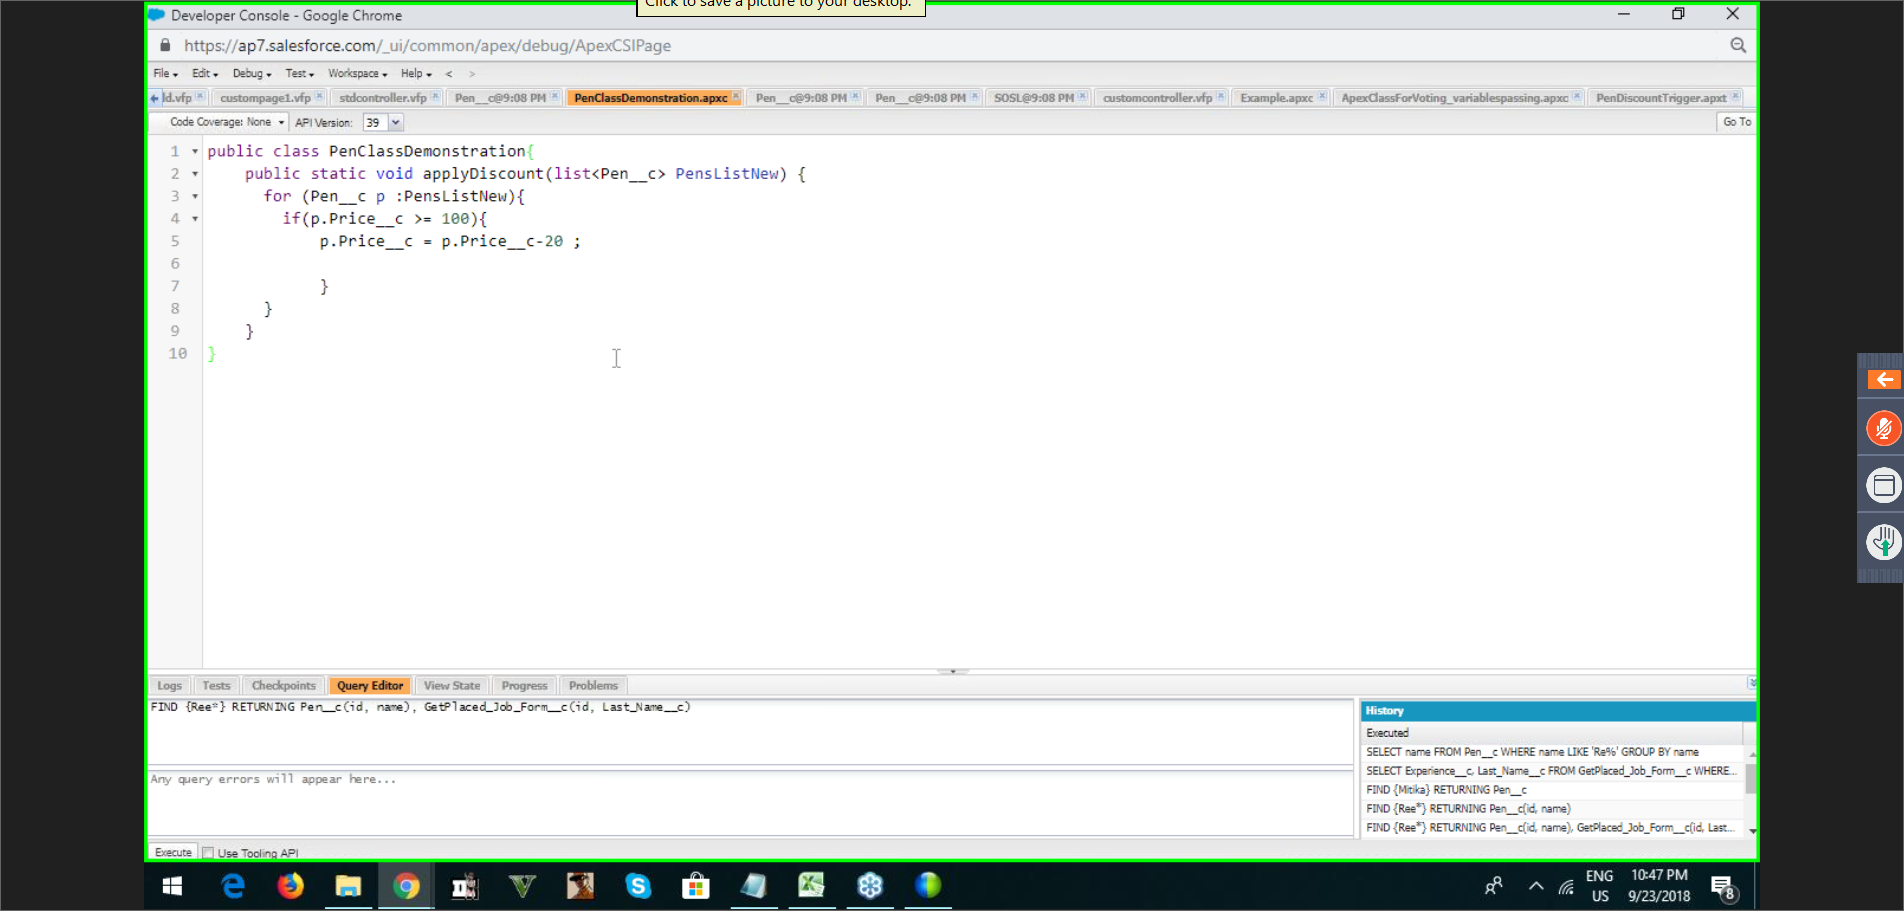 Click to save a picture to your desktop.
Developer Console - Google Chrome
https://ap7.salesforce.com/_ui/common/apex/debug/ApexCSIPage
File Edit Debug Test Workspace Help < >
ld.vfp custompage1.vfp stdcontroller.vfp Pen__c@9:08 PM PenClassDemonstration.apxc Pen__c@9:08 PM Pen__c@9:08 PM SOSL@9:08 PM customcontroller.vfp Example.apxc ApexClassForVoting_variablespassing.apxc PenDiscountTrigger.apxt
Code Coverage: None API Version: 39 Go To
1 public class PenClassDemonstration{
2 public static void applyDiscount(list<Pen__c> PensListNew) {
3 for (Pen__c p :PensListNew){
4 if(p.Price__c >= 100){
5 p.Price__c = p.Price__c-20 ;
6
7 }
8 }
9 }
10 }
Logs Tests Checkpoints Query Editor View State Progress Problems
FIND {Ree*} RETURNING Pen__c(id, name), GetPlaced_Job_Form__c(id, Last_Name__c)
Any query errors will appear here...
History
Executed
SELECT name FROM Pen__c WHERE name LIKE 'Re%' GROUP BY name
SELECT Experience__c, Last_Name__c FROM GetPlaced_Job_Form__c WHERE...
FIND {Mitika} RETURNING Pen__c
FIND {Ree*} RETURNING Pen__c(id, name)
FIND {Ree*} RETURNING Pen__c(id, name), GetPlaced_Job_Form__c(id, Last...
Execute Use Tooling API
ENG
US
10:47 PM
9/23/2018
8